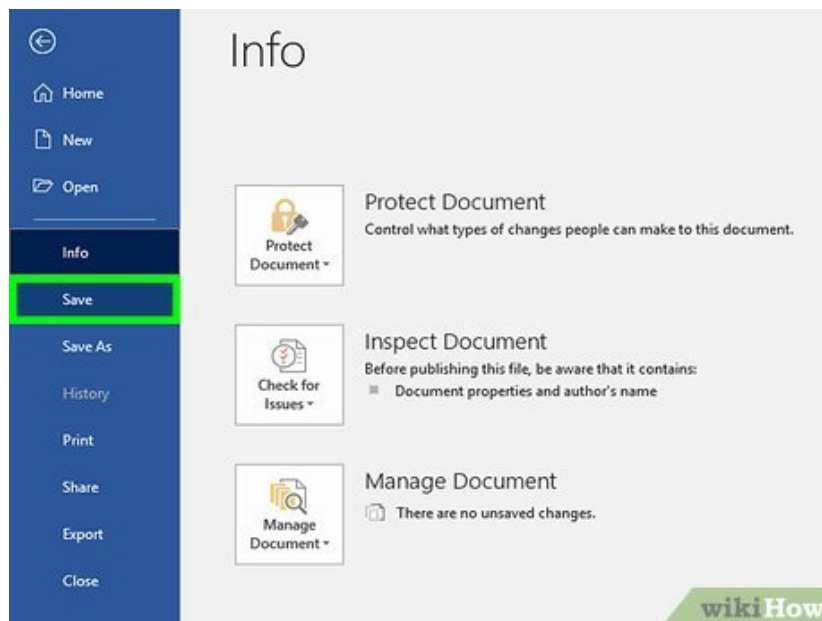 Info
Home
New
Open
Info
Save
Save As
History
Print
Share
Export
Close
Protect
Document
Protect Document
Control what types of changes people can make to this document.
Check for
Issues
Inspect Document
Before publishing this file, be aware that it contains:
Document properties and author's name
Manage
Document
Manage Document
There are no unsaved changes.
wikiHow